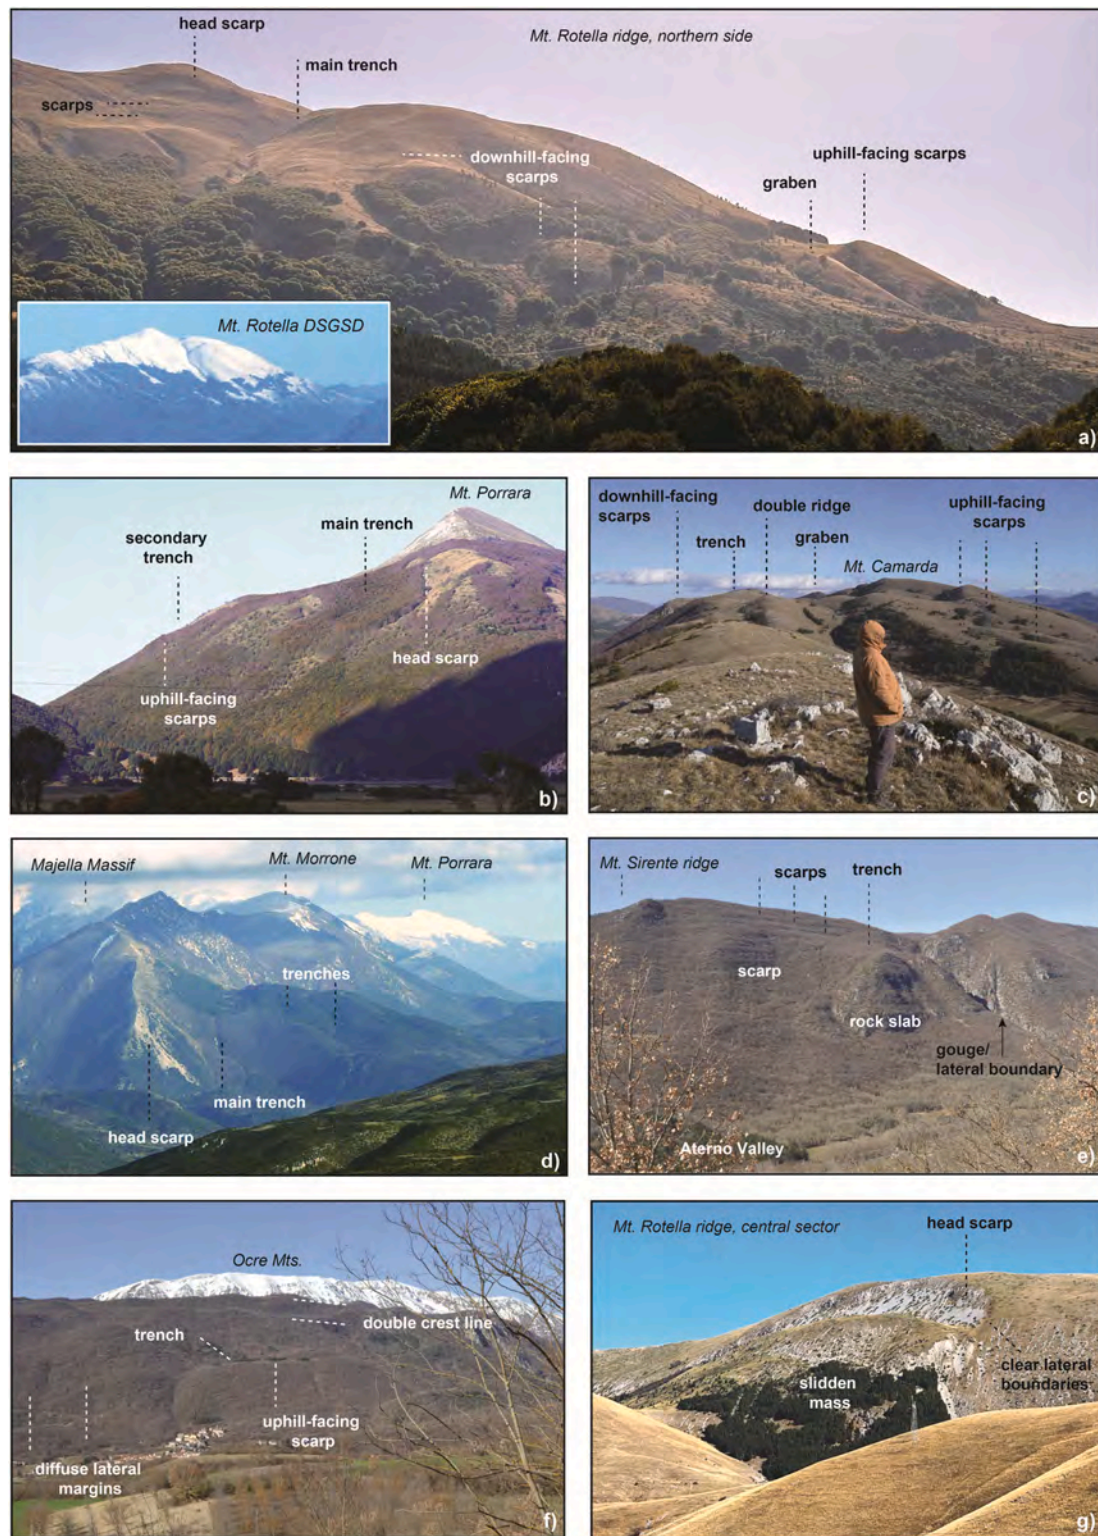 head scarp
Mt. Rotella ridge, northern side
main trench
scarps
downhill-facing
scarps
uphill-facing scarps
graben
Mt. Rotella DSGSD
a)
Mt. Porrara
main trench
secondary
trench
head scarp
uphill-facing
scarps
b)
downhill-facing
scarps
double ridge
uphill-facing
scarps
trench
graben
Mt. Camarda
c)
Majella Massif
Mt. Morrone
Mt. Porrara
trenches
main trench
head scarp
d)
Mt. Sirente ridge
scarps
trench
scarp
rock slab
gouge/
lateral boundary
Aterno Valley
e)
Ocre Mts.
double crest line
trench
uphill-facing
scarp
diffuse lateral
margins
f)
Mt. Rotella ridge, central sector
head scarp
clear lateral
boundaries
slidden
mass
g)